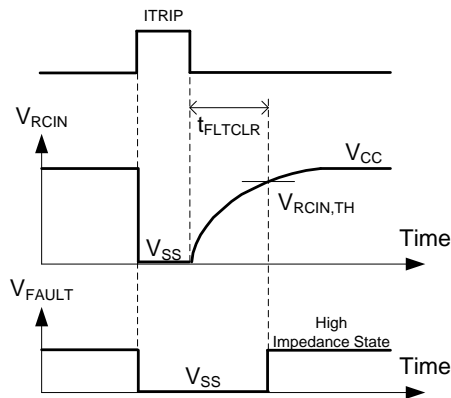 ITRIP
VRCIN
tFLTCLR
VCC
VRCIN,TH
VSS
Time
VFAULT
High
Impedance State
VSS
Time